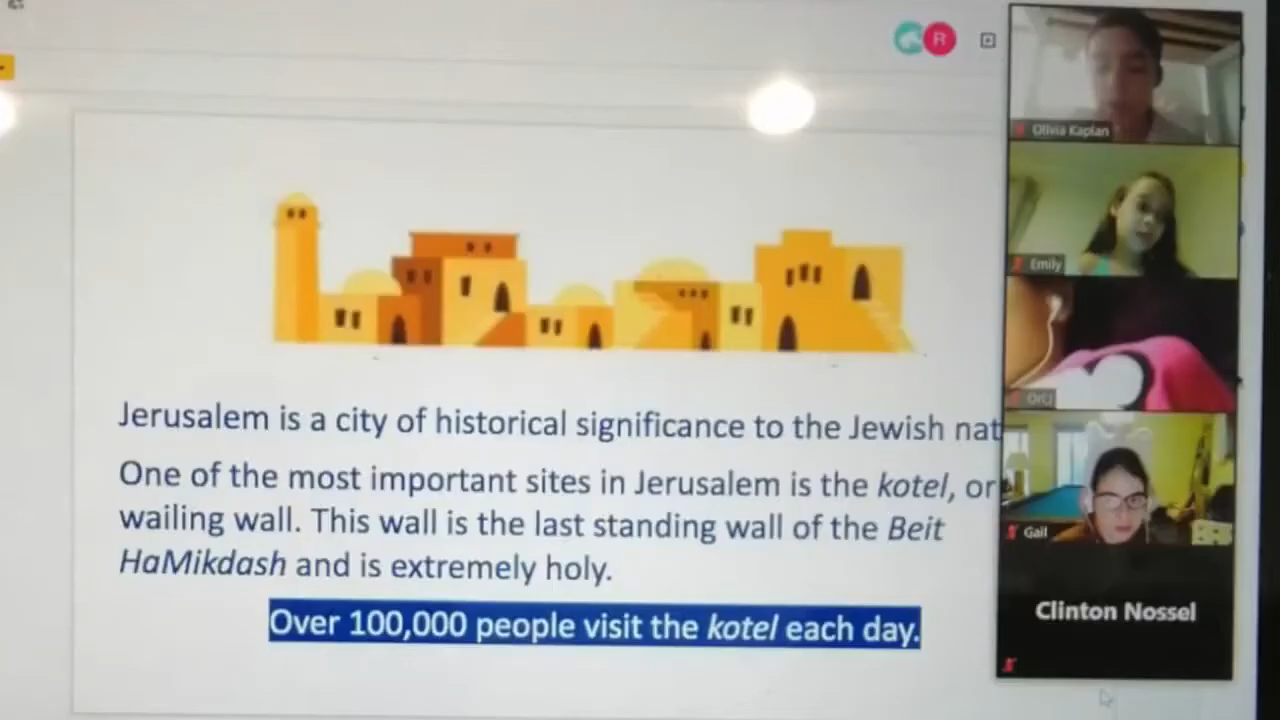 R
Olivia Kaplan
Emily
Jerusalem is a city of historical significance to the Jewish nat
One of the most important sites in Jerusalem is the kotel, or
wailing wall. This wall is the last standing wall of the Beit
HaMikdash and is extremely holy.
Over 100,000 people visit the kotel each day.
Gail
Clinton Nossel